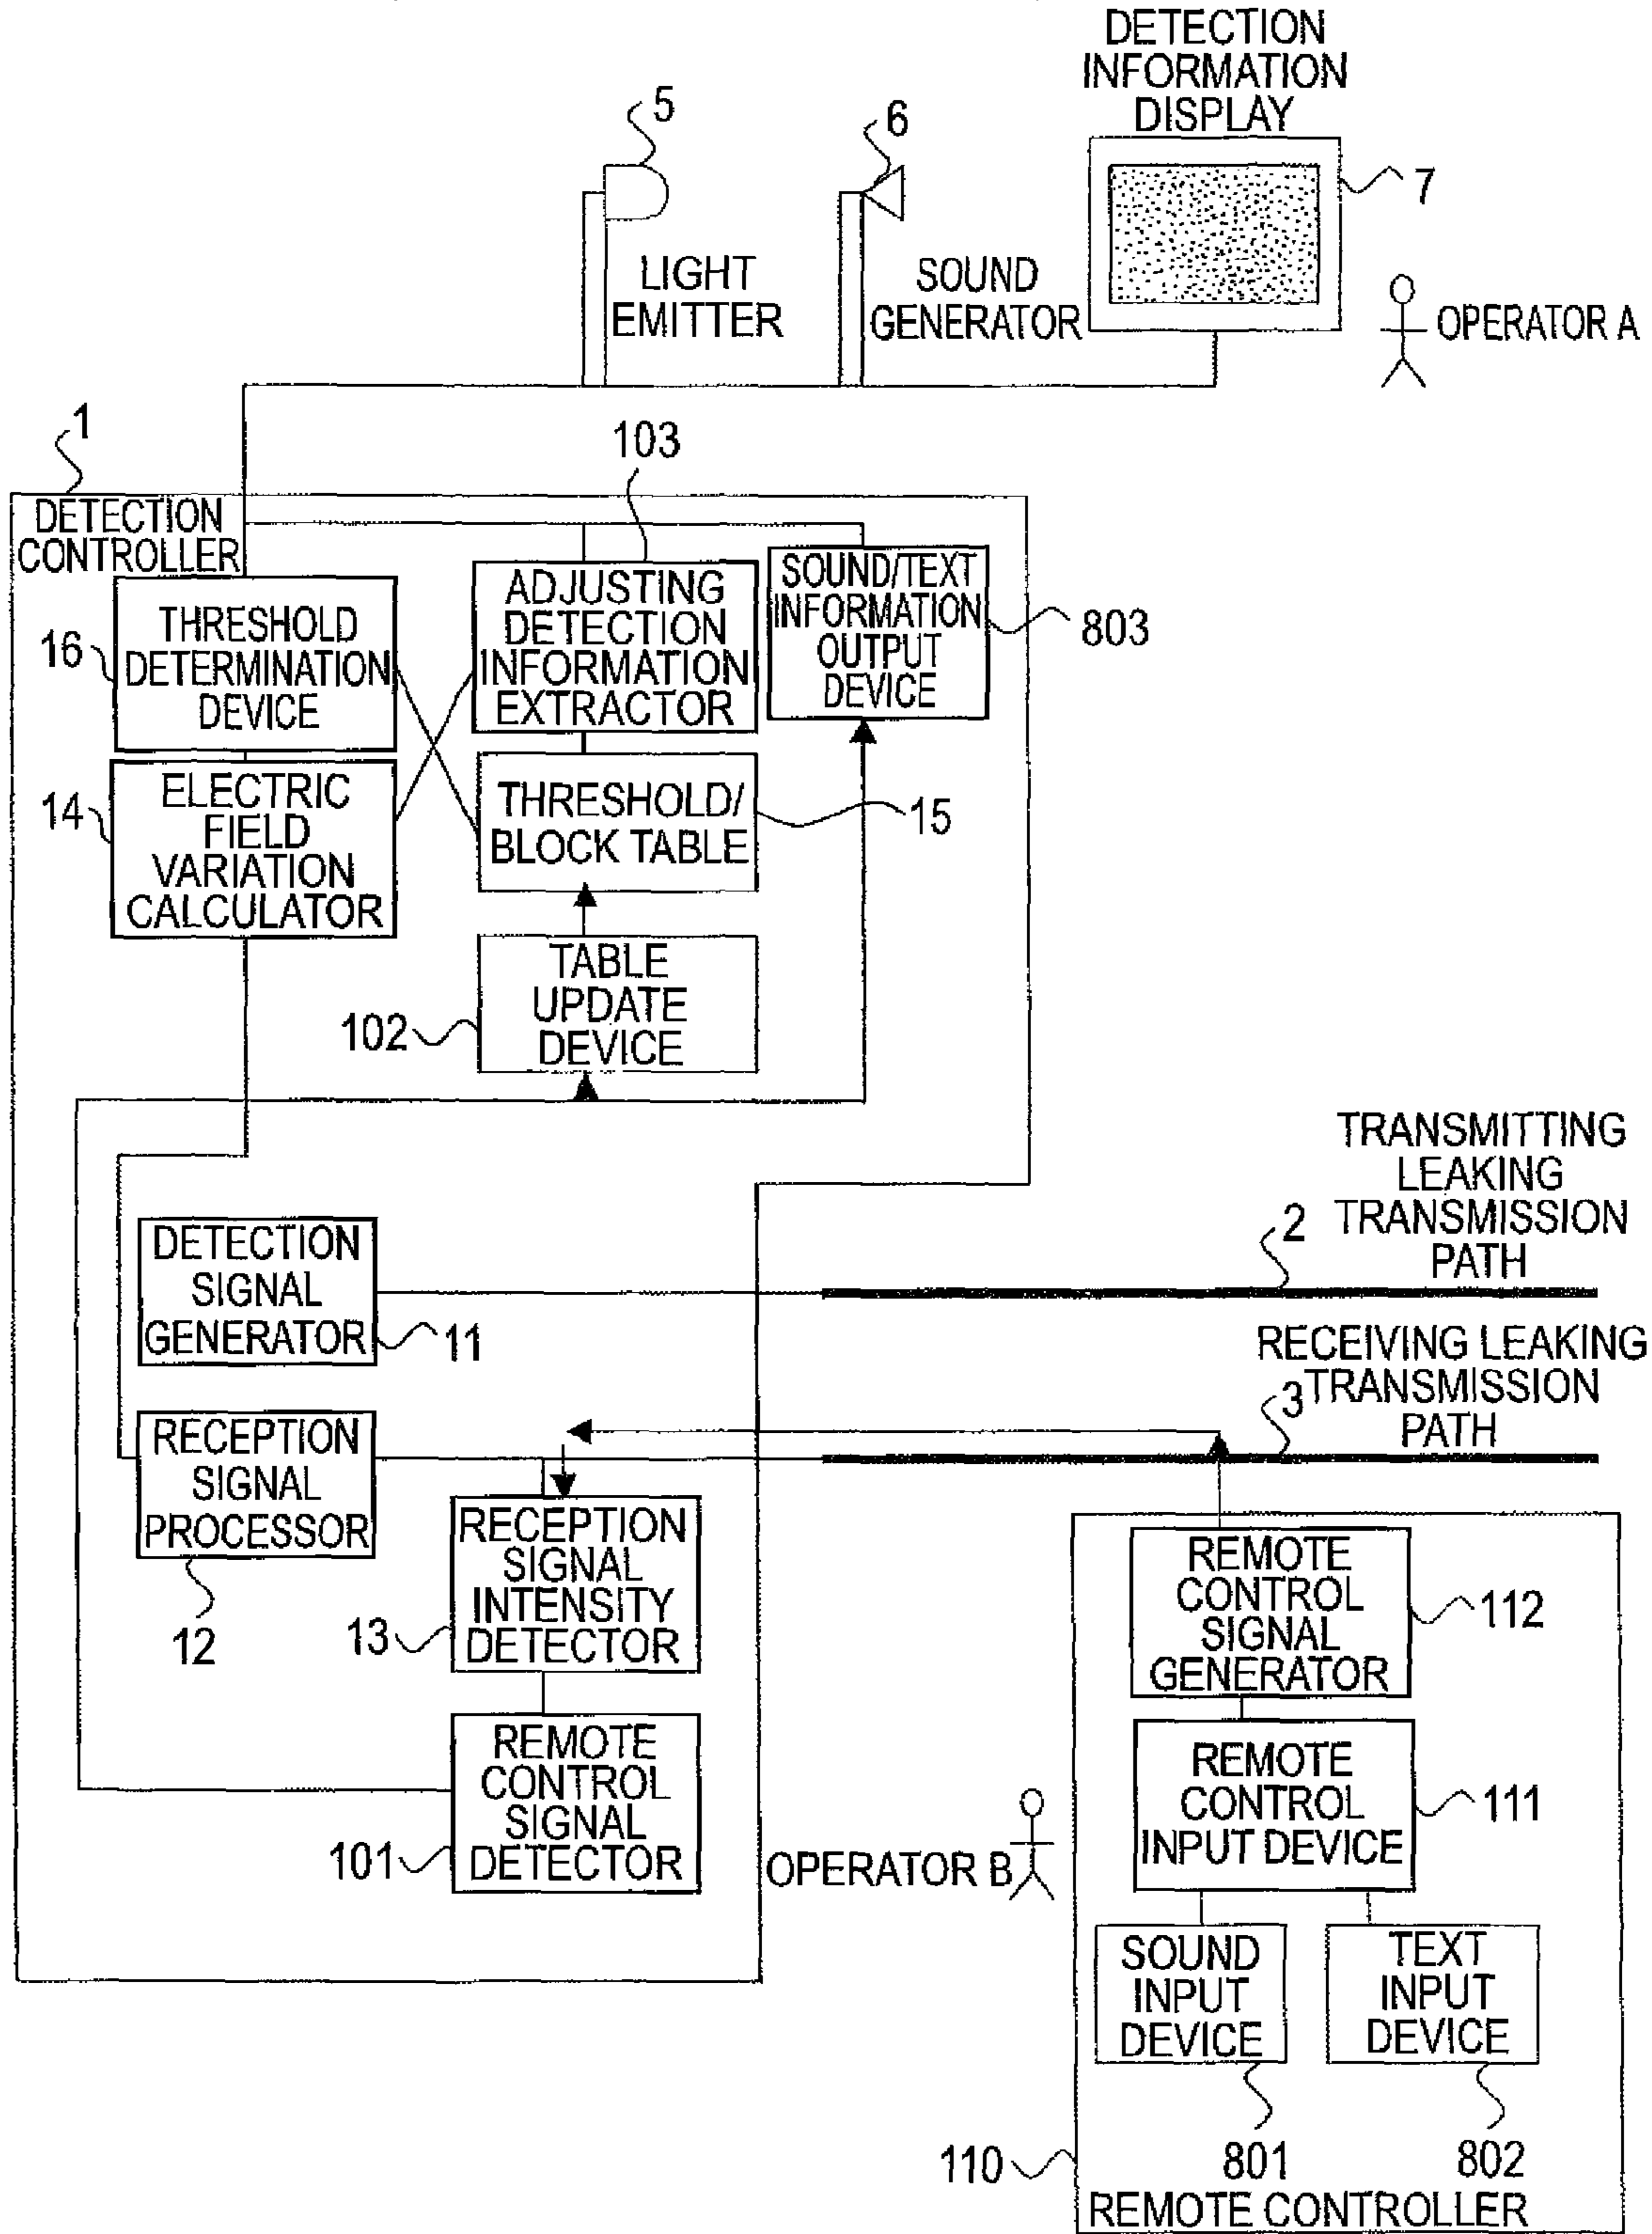 DETECTION
INFORMATION
DISPLAY
5
6
7
LIGHT
EMITTER
SOUND
GENERATOR
OPERATOR A
1
103
DETECTION
CONTROLLER
THRESHOLD
DETERMINATION
DEVICE
16
ADJUSTING
DETECTION
INFORMATION
EXTRACTOR
SOUND/TEXT
INFORMATION
OUTPUT
DEVICE
803
14
ELECTRIC
FIELD
VARIATION
CALCULATOR
THRESHOLD/
BLOCK TABLE
15
TABLE
UPDATE
DEVICE
102
TRANSMITTING
LEAKING
TRANSMISSION
PATH
2
DETECTION
SIGNAL
GENERATOR
11
RECEIVING LEAKING
TRANSMISSION
PATH
3
RECEPTION
SIGNAL
PROCESSOR
12
RECEPTION
SIGNAL
INTENSITY
DETECTOR
13
REMOTE
CONTROL
SIGNAL
GENERATOR
112
REMOTE
CONTROL
SIGNAL
DETECTOR
101
OPERATOR B
REMOTE
CONTROL
INPUT DEVICE
111
SOUND
INPUT
DEVICE
TEXT
INPUT
DEVICE
801
802
110
REMOTE CONTROLLER